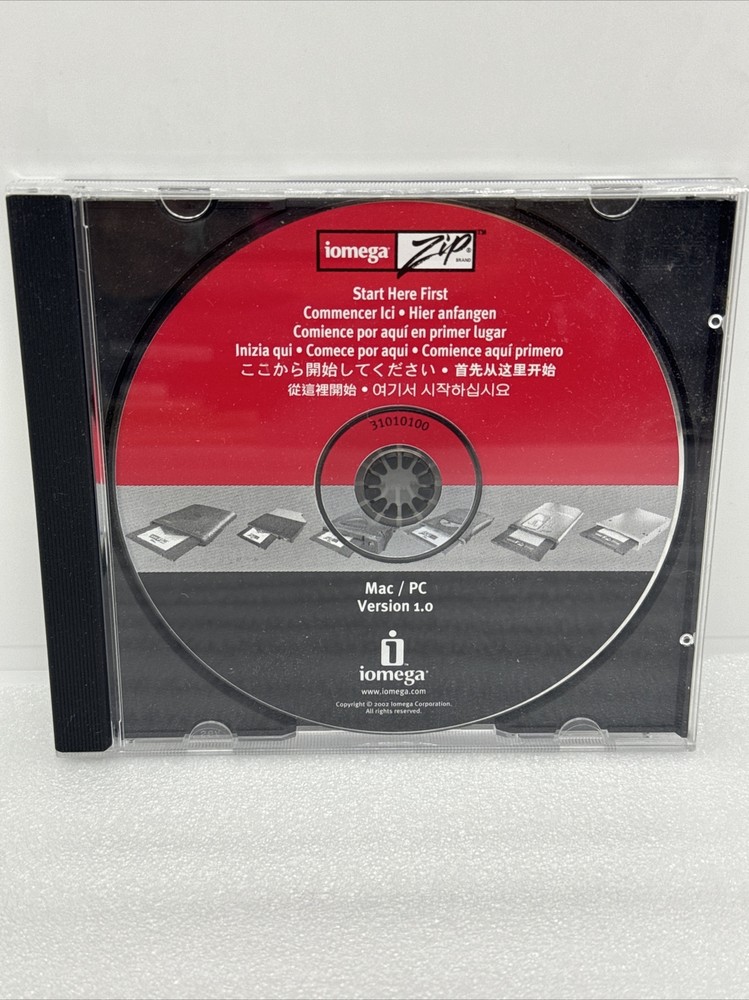 iomega® Zip® ™
BRAND
Start Here First
Commencer Ici • Hier anfangen
Comience por aquí en primer lugar
Inizia qui • Comece por aqui • Comience aquí primero
ここから開始してください • 首先从这里开始
從這裡開始 • 여기서 시작하십시요
31010100
Mac / PC
Version 1.0
iomega®
www.iomega.com
Copyright © 2002 Iomega Corporation.
All rights reserved.